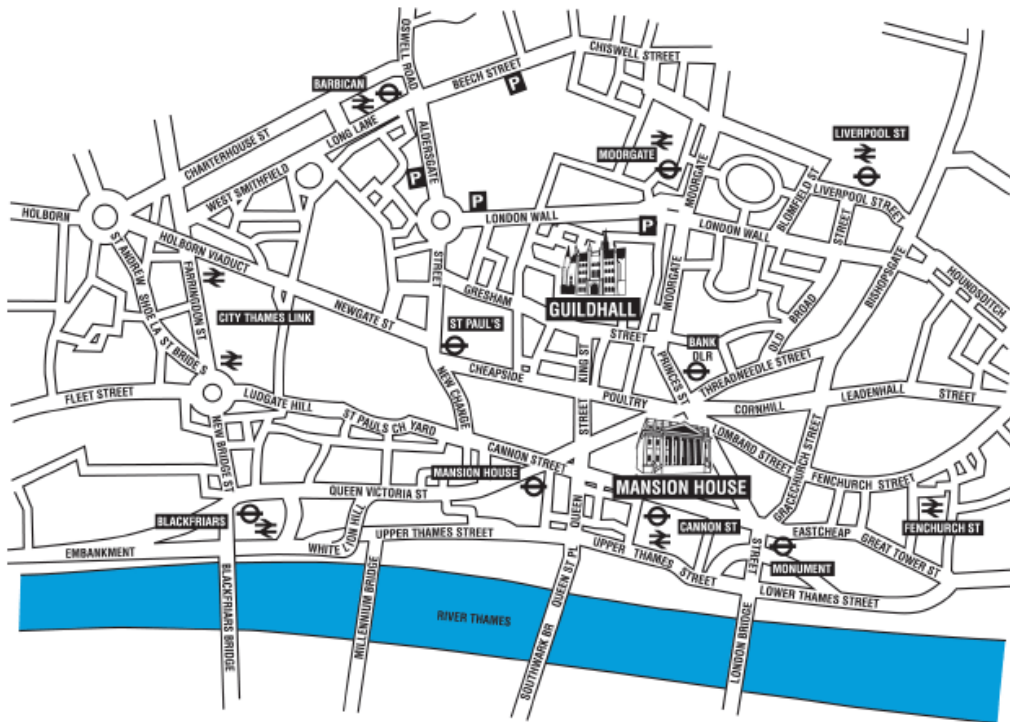 OSWELL ROAD
CHISWELL STREET
BEECH STREET
BARBICAN
P
LIVERPOOL ST
CHARTERHOUSE ST
LONG LANE
ALDERSGATE
MOORGATE
MOORGATE
BLOMFIELD ST
LIVERPOOL STREET
WEST SMITHFIELD
P
P
HOLBORN
LONDON WALL
P
LONDON WALL
STREET
HOLBORN VIADUCT
ST ANDREW
SHOE LA
ST BRIDE S
FARRINGDON ST
STREET
BISHOPSGATE
HOUNDSDITCH
GRESHAM
STREET
GUILDHALL
MOORGATE
OLD
BROAD
CITY THAMES LINK
NEWGATE ST
ST PAUL'S
BANK
DLR
KING ST
PRINCES ST
THREADNEEDLE STREET
CHEAPSIDE
POULTRY
FLEET STREET
LUDGATE HILL
NEW CHANGE
CORNHILL
LEADENHALL
STREET
ST PAULS CH YARD
STREET
CANNON STREET
LOMBARD STREET
GRACECHURCH STREET
NEW BRIDGE ST
MANSION HOUSE
MANSION HOUSE
FENCHURCH STREET
QUEEN VICTORIA ST
QUEEN
BLACKFRIARS
WHITE LYON HILL
UPPER THAMES STREET
CANNON ST
EASTCHEAP
FENCHURCH ST
EMBANKMENT
UPPER THAMES STREET
STREET
MONUMENT
GREAT TOWER ST
LOWER THAMES STREET
BLACKFRIARS BRIDGE
MILLENNIUM BRIDGE
RIVER THAMES
QUEEN ST PL
SOUTHWARK BR
LONDON BRIDGE